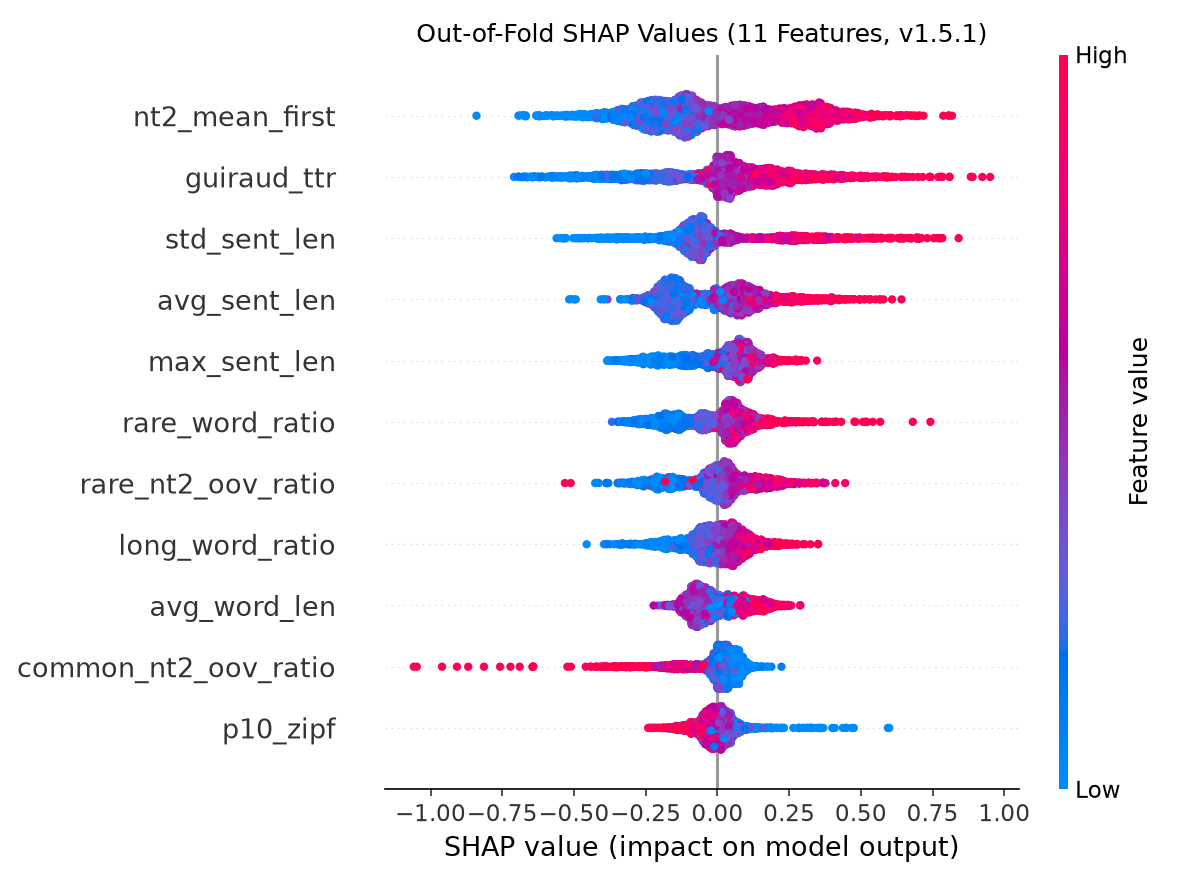 Out-of-Fold SHAP Values (11 Features, v1.5.1)
High
nt2_mean_first
guiraud_ttr
std_sent_len
avg_sent_len
max_sent_len
rare_word_ratio
rare_nt2_oov_ratio
long_word_ratio
avg_word_len
common_nt2_oov_ratio
p10_zipf
Feature value
Low
−1.00 −0.75 −0.50 −0.25 0.00 0.25 0.50 0.75 1.00
SHAP value (impact on model output)